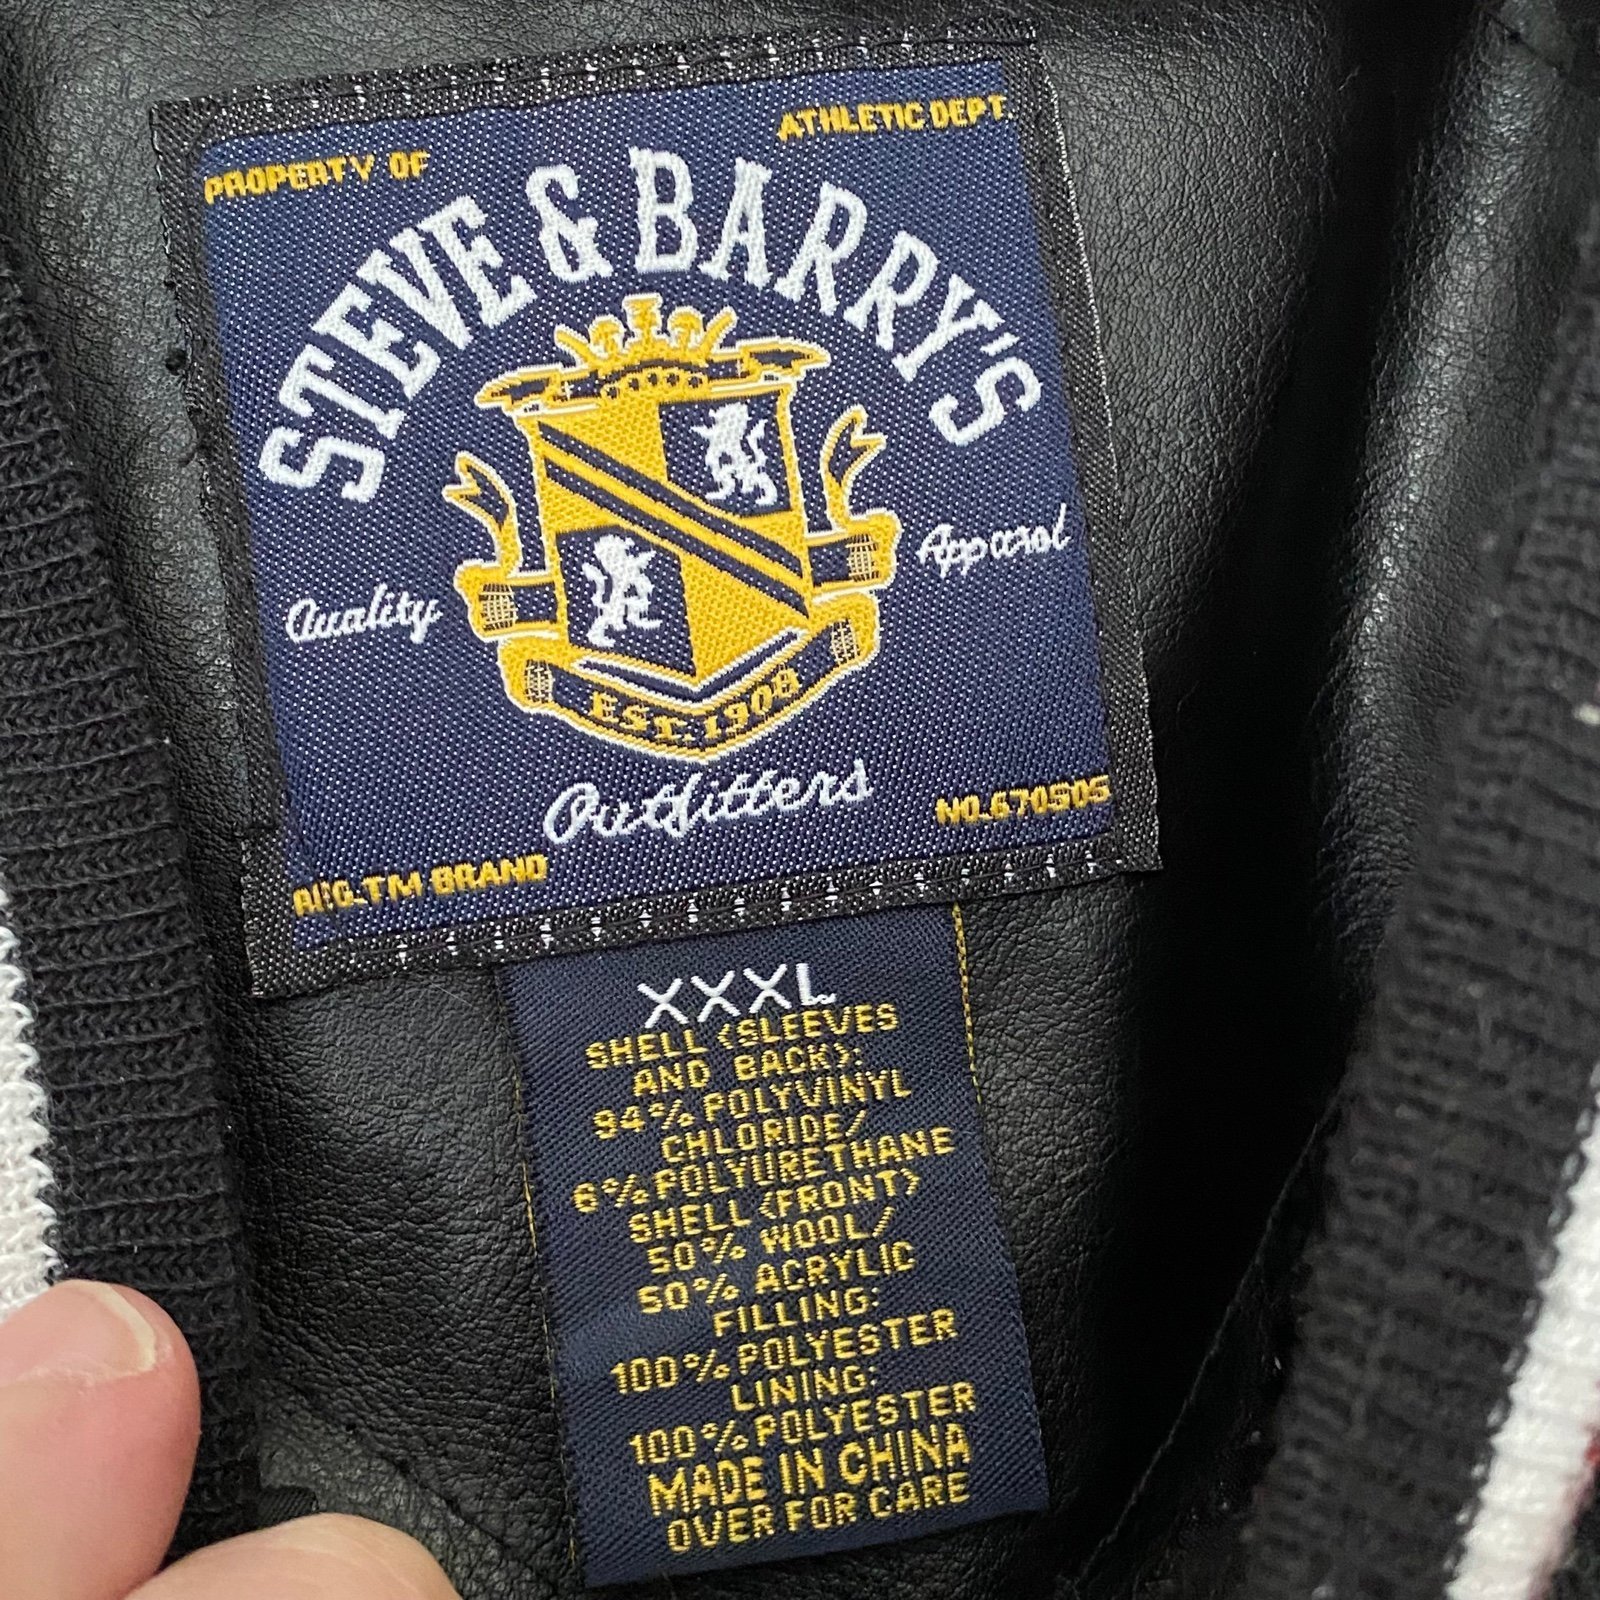 PROPERTY OF
ATHLETIC DEPT.
STEVE & BARRY'S
Quality
Apparel
EST. 1908
Outfitters
NO.670505
REG.TM BRAND
XXXL
SHELL (SLEEVES
AND BACK):
94% POLYVINYL
CHLORIDE/
6% POLYURETHANE
SHELL (FRONT)
50% WOOL/
50% ACRYLIC
FILLING:
100% POLYESTER
LINING:
100% POLYESTER
MADE IN CHINA
OVER FOR CARE